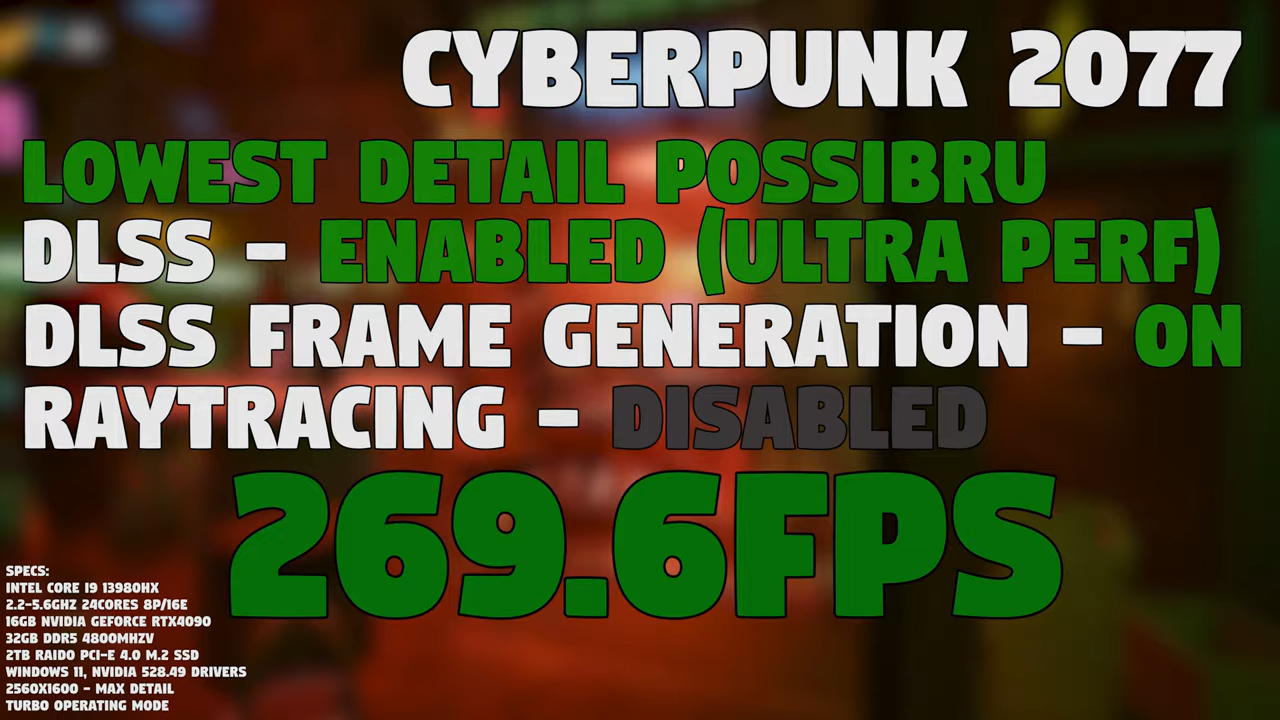 CYBERPUNK 2077
LOWEST DETAIL POSSIBRU
DLSS - ENABLED (ULTRA PERF)
DLSS FRAME GENERATION - ON
RAYTRACING - DISABLED
269.6FPS
SPECS:
INTEL CORE I9 13980HX
2.2-5.6GHZ 24CORES 8P/16E
16GB NVIDIA GEFORCE RTX4090
32GB DDR5 4800MHZV
2TB RAID0 PCI-E 4.0 M.2 SSD
WINDOWS 11, NVIDIA 528.49 DRIVERS
2560X1600 - MAX DETAIL
TURBO OPERATING MODE